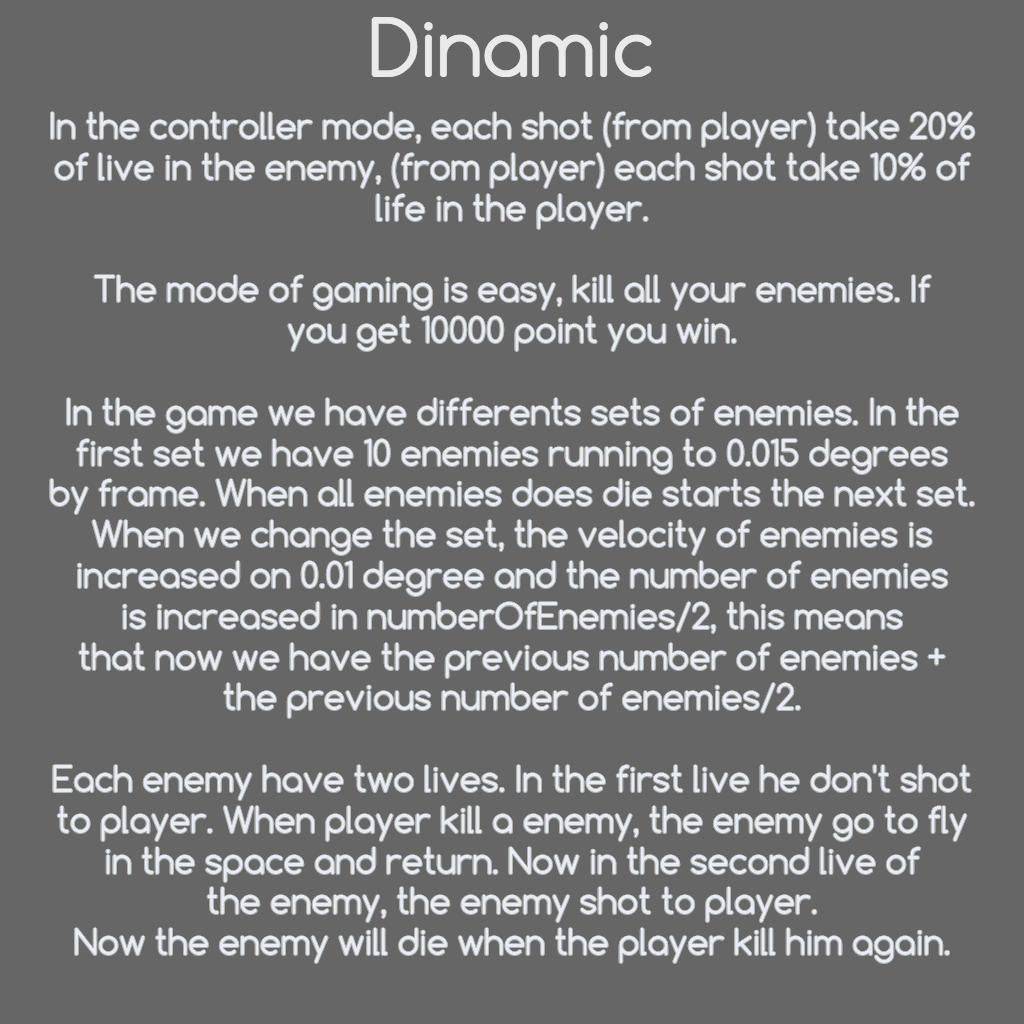 Dinamic
In the controller mode, each shot (from player) take 20%
of live in the enemy, (from player) each shot take 10% of
life in the player.
The mode of gaming is easy, kill all your enemies. If
you get 10000 point you win.
In the game we have differents sets of enemies. In the
first set we have 10 enemies running to 0.015 degrees
by frame. When all enemies does die starts the next set.
When we change the set, the velocity of enemies is
increased on 0.01 degree and the number of enemies
is increased in numberOfEnemies/2, this means
that now we have the previous number of enemies +
the previous number of enemies/2.
Each enemy have two lives. In the first live he don't shot
to player. When player kill a enemy, the enemy go to fly
in the space and return. Now in the second live of
the enemy, the enemy shot to player.
Now the enemy will die when the player kill him again.